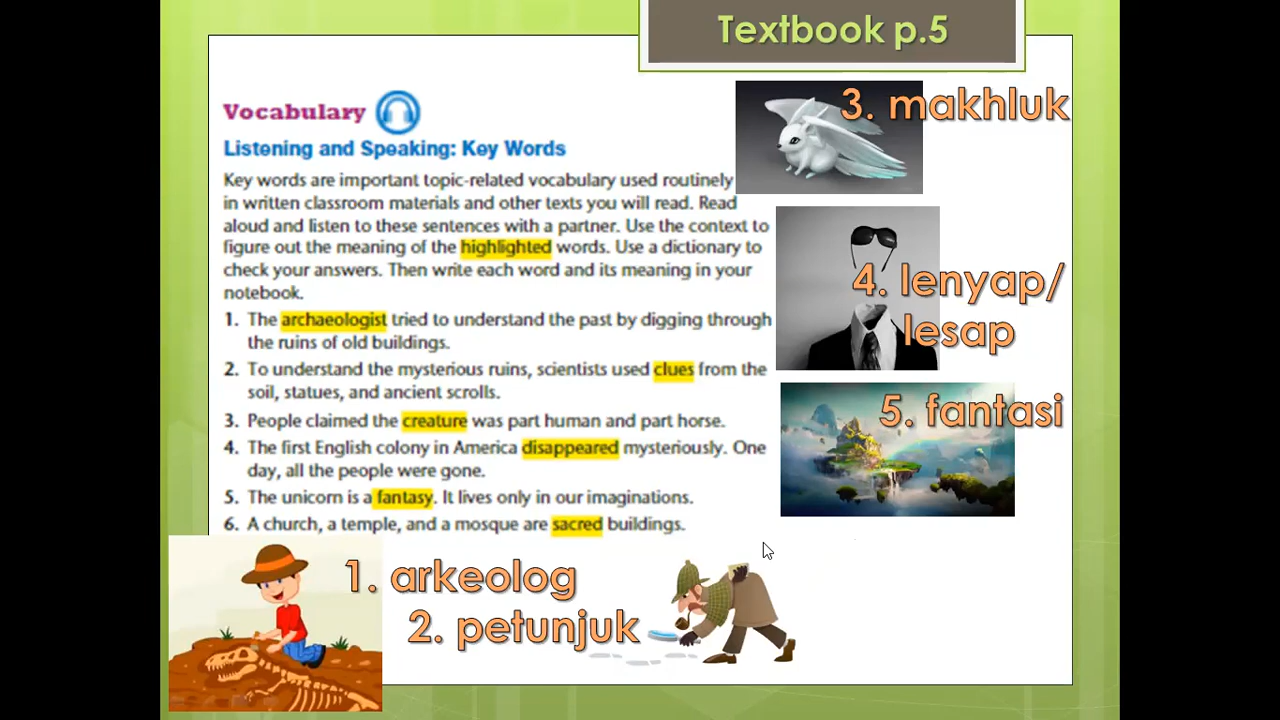 Textbook p.5
Vocabulary
Listening and Speaking: Key Words
Key words are important topic-related vocabulary used routinely
in written classroom materials and other texts you will read. Read
aloud and listen to these sentences with a partner. Use the context to
figure out the meaning of the highlighted words. Use a dictionary to
check your answers. Then write each word and its meaning in your
notebook.
1. The archaeologist tried to understand the past by digging through
the ruins of old buildings.
2. To understand the mysterious ruins, scientists used clues from the
soil, statues, and ancient scrolls.
3. People claimed the creature was part human and part horse.
4. The first English colony in America disappeared mysteriously. One
day, all the people were gone.
5. The unicorn is a fantasy. It lives only in our imaginations.
6. A church, a temple, and a mosque are sacred buildings.
3. makhluk
4. lenyap/
lesap
5. fantasi
1. arkeolog
2. petunjuk